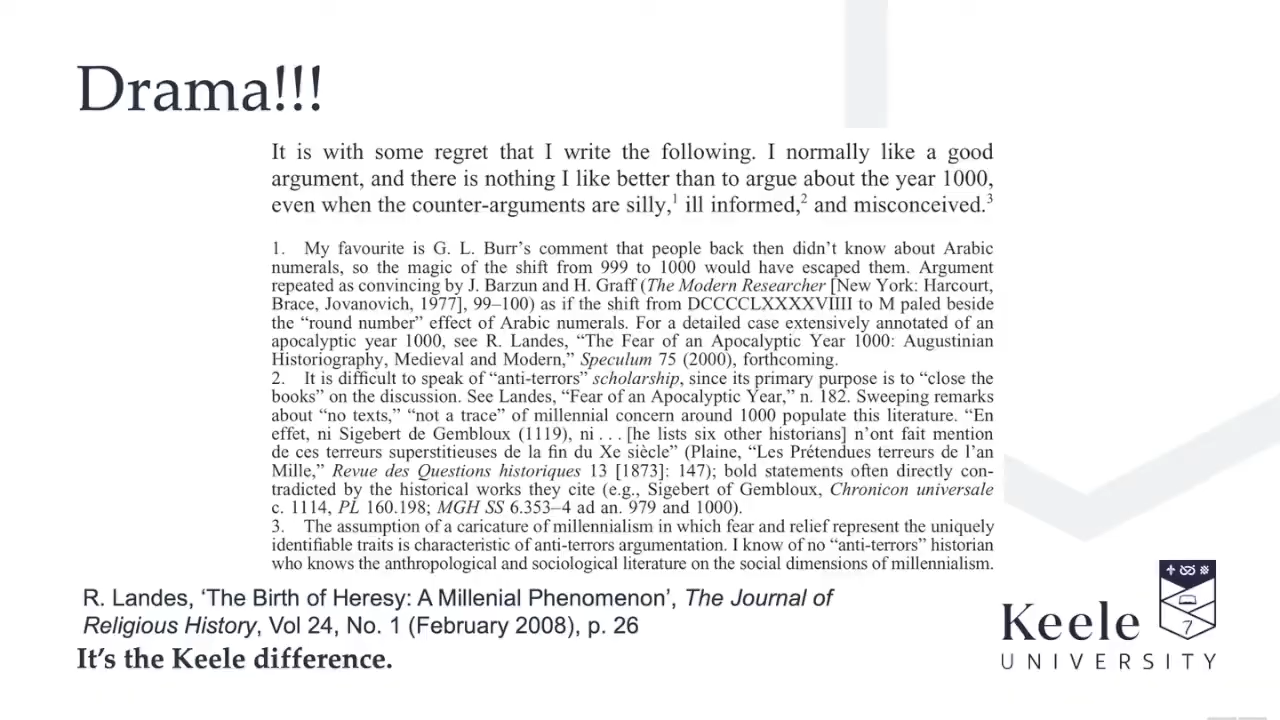 Drama!!!
It is with some regret that I write the following. I normally like a good
argument, and there is nothing I like better than to argue about the year 1000,
even when the counter-arguments are silly,¹ ill informed,² and misconceived.³
1. My favourite is G. L. Burr’s comment that people back then didn’t know about Arabic
numerals, so the magic of the shift from 999 to 1000 would have escaped them. Argument
repeated as convincing by J. Barzun and H. Graff (The Modern Researcher [New York: Harcourt,
Brace, Jovanovich, 1977], 99–100) as if the shift from DCCCCLXXXXVIIII to M paled beside
the “round number” effect of Arabic numerals. For a detailed case extensively annotated of an
apocalyptic year 1000, see R. Landes, “The Fear of an Apocalyptic Year 1000: Augustinian
Historiography, Medieval and Modern,” Speculum 75 (2000), forthcoming.
2. It is difficult to speak of “anti-terrors” scholarship, since its primary purpose is to “close the
books” on the discussion. See Landes, “Fear of an Apocalyptic Year,” n. 182. Sweeping remarks
about “no texts,” “not a trace” of millennial concern around 1000 populate this literature. “En
effet, ni Sigebert de Gembloux (1119), ni . . . [he lists six other historians] n’ont fait mention
de ces terreurs superstitieuses de la fin du Xe siècle” (Plaine, “Les Prétendues terreurs de l’an
Mille,” Revue des Questions historiques 13 [1873]: 147); bold statements often directly con-
tradicted by the historical works they cite (e.g., Sigebert of Gembloux, Chronicon universale
c. 1114, PL 160.198; MGH SS 6.353–4 ad an. 979 and 1000).
3. The assumption of a caricature of millennialism in which fear and relief represent the uniquely
identifiable traits is characteristic of anti-terrors argumentation. I know of no “anti-terrors” historian
who knows the anthropological and sociological literature on the social dimensions of millennialism.
R. Landes, ‘The Birth of Heresy: A Millenial Phenomenon’, The Journal of
Religious History, Vol 24, No. 1 (February 2008), p. 26
It’s the Keele difference.
Keele
UNIVERSITY